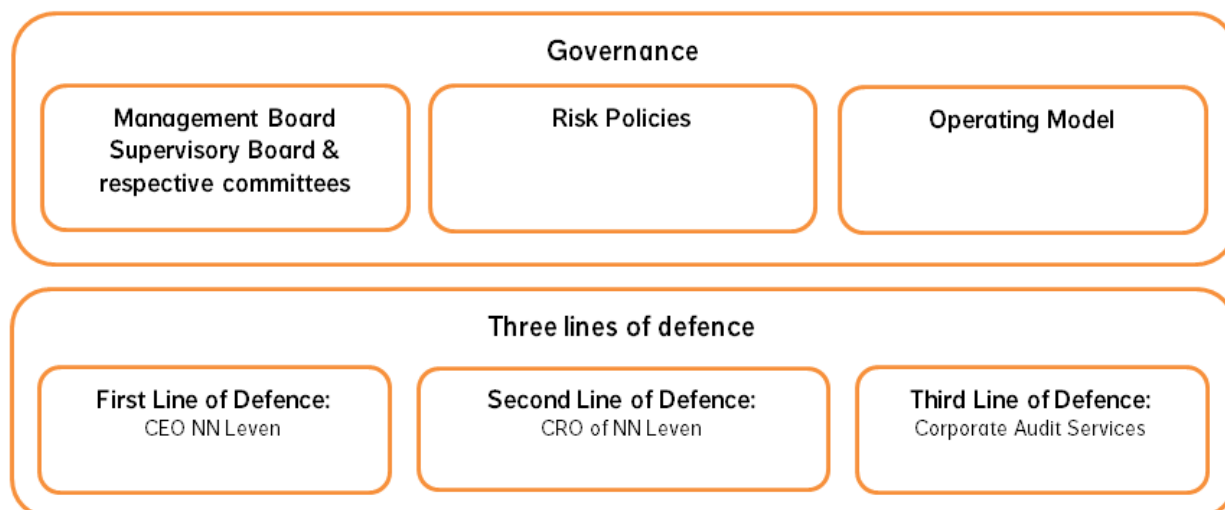 Governance
Management Board
Supervisory Board &
respective committees
Risk Policies
Operating Model
Three lines of defence
First Line of Defence:
CEO NN Leven
Second Line of Defence:
CRO of NN Leven
Third Line of Defence:
Corporate Audit Services